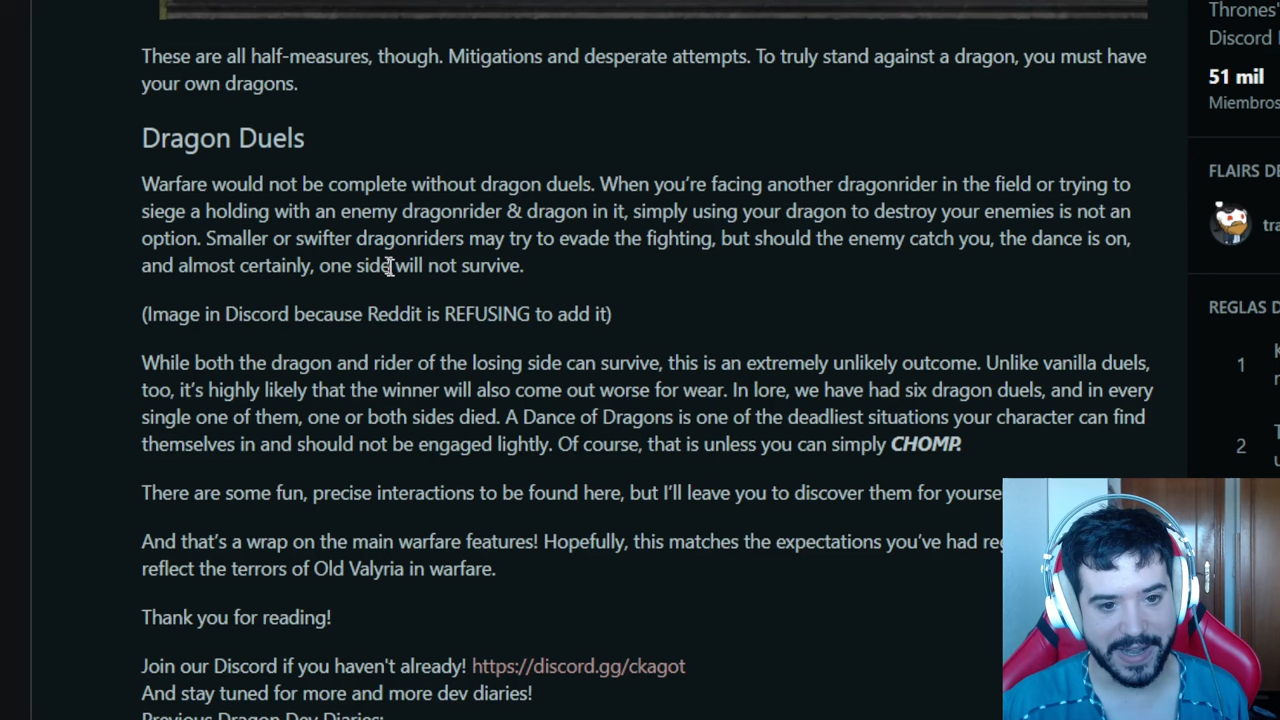 These are all half-measures, though. Mitigations and desperate attempts. To truly stand against a dragon, you must have
your own dragons.
Dragon Duels
Warfare would not be complete without dragon duels. When you're facing another dragonrider in the field or trying to
siege a holding with an enemy dragonrider & dragon in it, simply using your dragon to destroy your enemies is not an
option. Smaller or swifter dragonriders may try to evade the fighting, but should the enemy catch you, the dance is on,
and almost certainly, one side will not survive.
(Image in Discord because Reddit is REFUSING to add it)
While both the dragon and rider of the losing side can survive, this is an extremely unlikely outcome. Unlike vanilla duels,
too, it's highly likely that the winner will also come out worse for wear. In lore, we have had six dragon duels, and in every
single one of them, one or both sides died. A Dance of Dragons is one of the deadliest situations your character can find
themselves in and should not be engaged lightly. Of course, that is unless you can simply CHOMP.
There are some fun, precise interactions to be found here, but I'll leave you to discover them for
And that's a wrap on the main warfare features! Hopefully, this matches the expectations you've had
reflect the terrors of Old Valyria in warfare.
Thank you for reading!
Join our Discord if you haven't already! https://discord.gg/ckagot
And stay tuned for more and more dev diaries!
Previous Dragon Dev Diaries:
Thrones'
Discord
51 mil
Miembros
FLAIRS
REGLAS
1
2